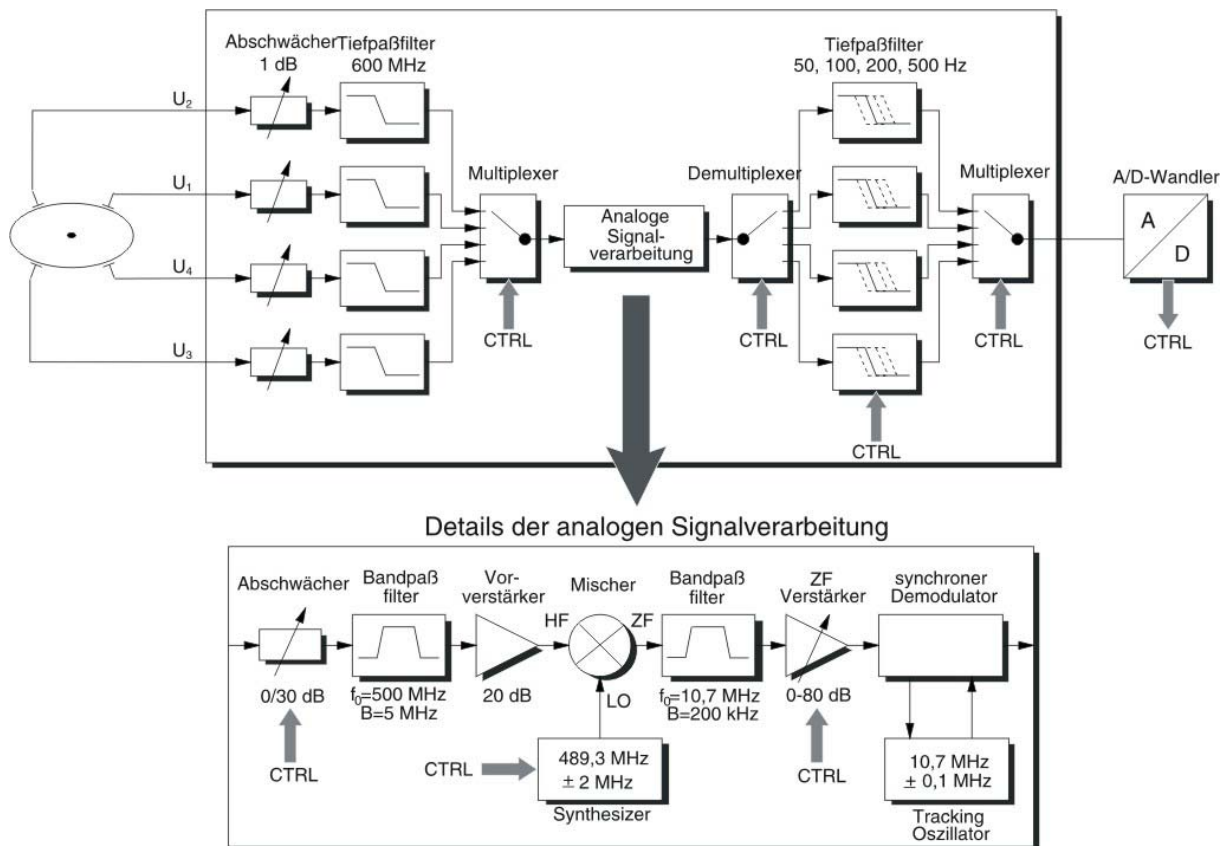 Abschwächer
1 dB
Tiefpaßfilter
600 MHz
Tiefpaßfilter
50, 100, 200, 500 Hz
U2
U1
U4
U3
Multiplexer
CTRL
Analoge
Signal-
verarbeitung
Demultiplexer
CTRL
CTRL
Multiplexer
CTRL
A/D-Wandler
A
D
CTRL
Details der analogen Signalverarbeitung
Abschwächer
0/30 dB
CTRL
Bandpaß
filter
f0=500 MHz
B=5 MHz
Vor-
verstärker
20 dB
Mischer
HF
ZF
LO
CTRL
489,3 MHz
± 2 MHz
Synthesizer
Bandpaß
filter
f0=10,7 MHz
B=200 kHz
ZF
Verstärker
0-80 dB
CTRL
synchroner
Demodulator
10,7 MHz
± 0,1 MHz
Tracking
Oszillator